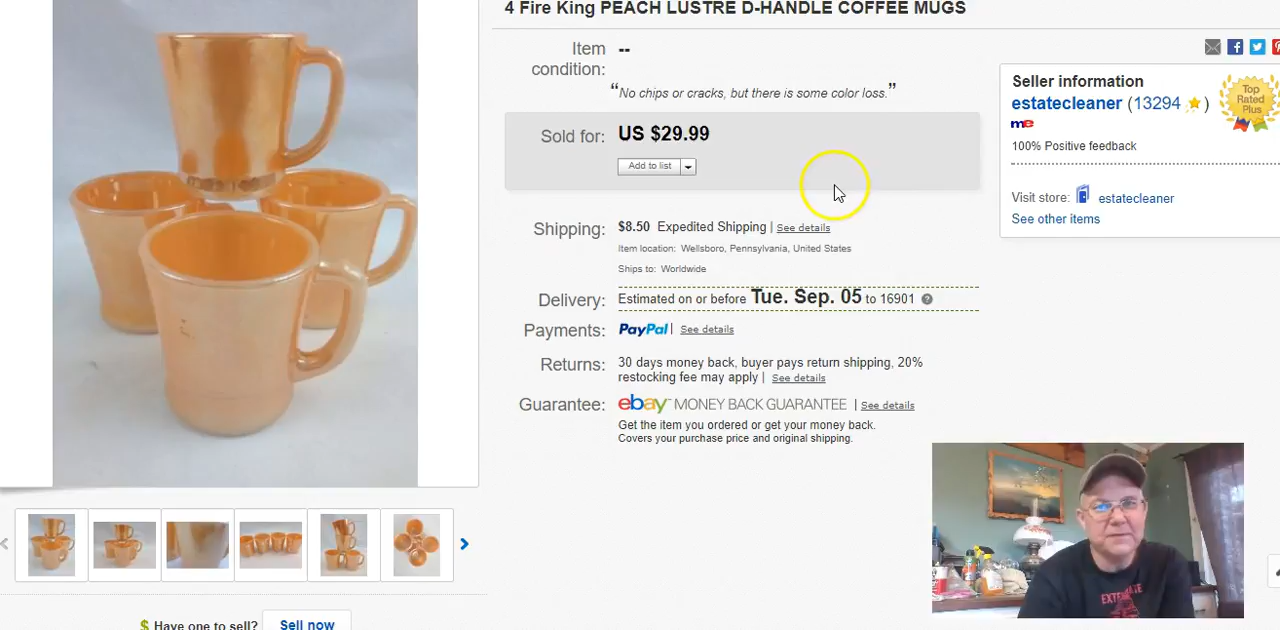 4 Fire King PEACH LUSTRE D-HANDLE COFFEE MUGS
Item condition:
--
“No chips or cracks, but there is some color loss.”
Sold for:
US $29.99
Add to list
Shipping:
$8.50 Expedited Shipping | See details
Item location: Wellsboro, Pennsylvania, United States
Ships to: Worldwide
Delivery:
Estimated on or before Tue. Sep. 05 to 16901 ?
Payments:
PayPal | See details
Returns:
30 days money back, buyer pays return shipping, 20%
restocking fee may apply | See details
Guarantee:
ebay MONEY BACK GUARANTEE | See details
Get the item you ordered or get your money back.
Covers your purchase price and original shipping.
Seller information
estatecleaner (13294 )
me
100% Positive feedback
Top
Rated
Plus
Visit store: estatecleaner
See other items
$ Have one to sell? Sell now